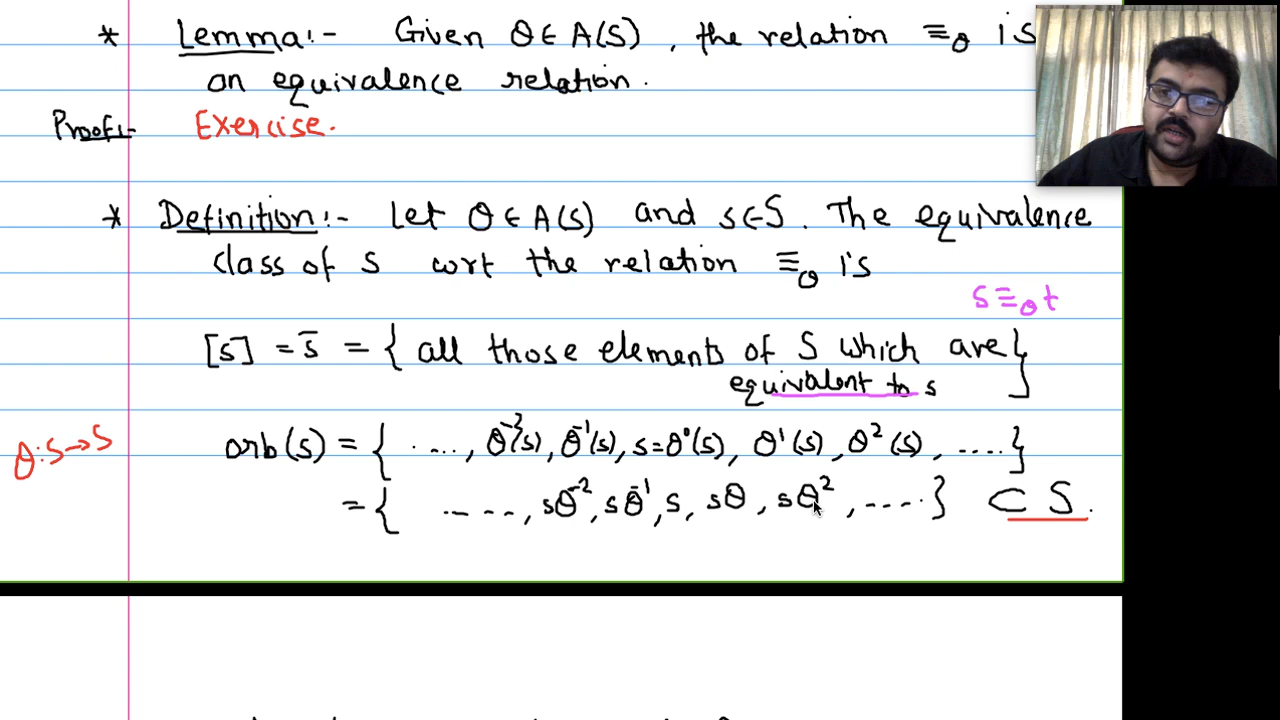 * Lemma:- Given θ ∈ A(S), the relation ≡θ is
an equivalence relation.
Proof:- Exercise.
* Definition:- Let θ ∈ A(S) and s ∈ S. The equivalence
class of s wrt the relation ≡θ is
s ≡θ t
[s] = s̄ = { all those elements of S which are
equivalent to s }
θ: S → S
orb(s) = { ...., θ⁻²(s), θ⁻¹(s), s = θ⁰(s), θ¹(s), θ²(s), .... }
= { ....., sθ⁻², sθ⁻¹, s, sθ, sθ², .... } ⊂ S.